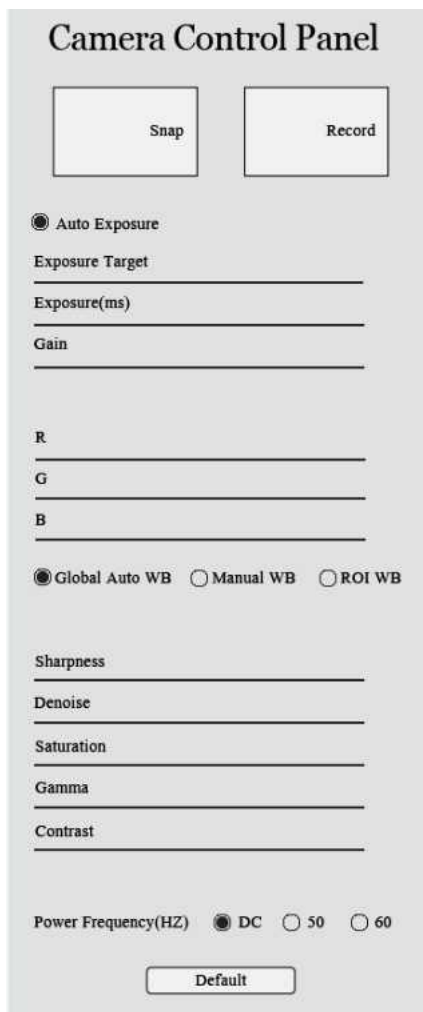 Camera Control Panel
Snap Record
Auto Exposure
Exposure Target
Exposure(ms)
Gain
R
G
B
Global Auto WB Manual WB ROI WB
Sharpness
Denoise
Saturation
Gamma
Contrast
Power Frequency(HZ) DC 50 60
Default